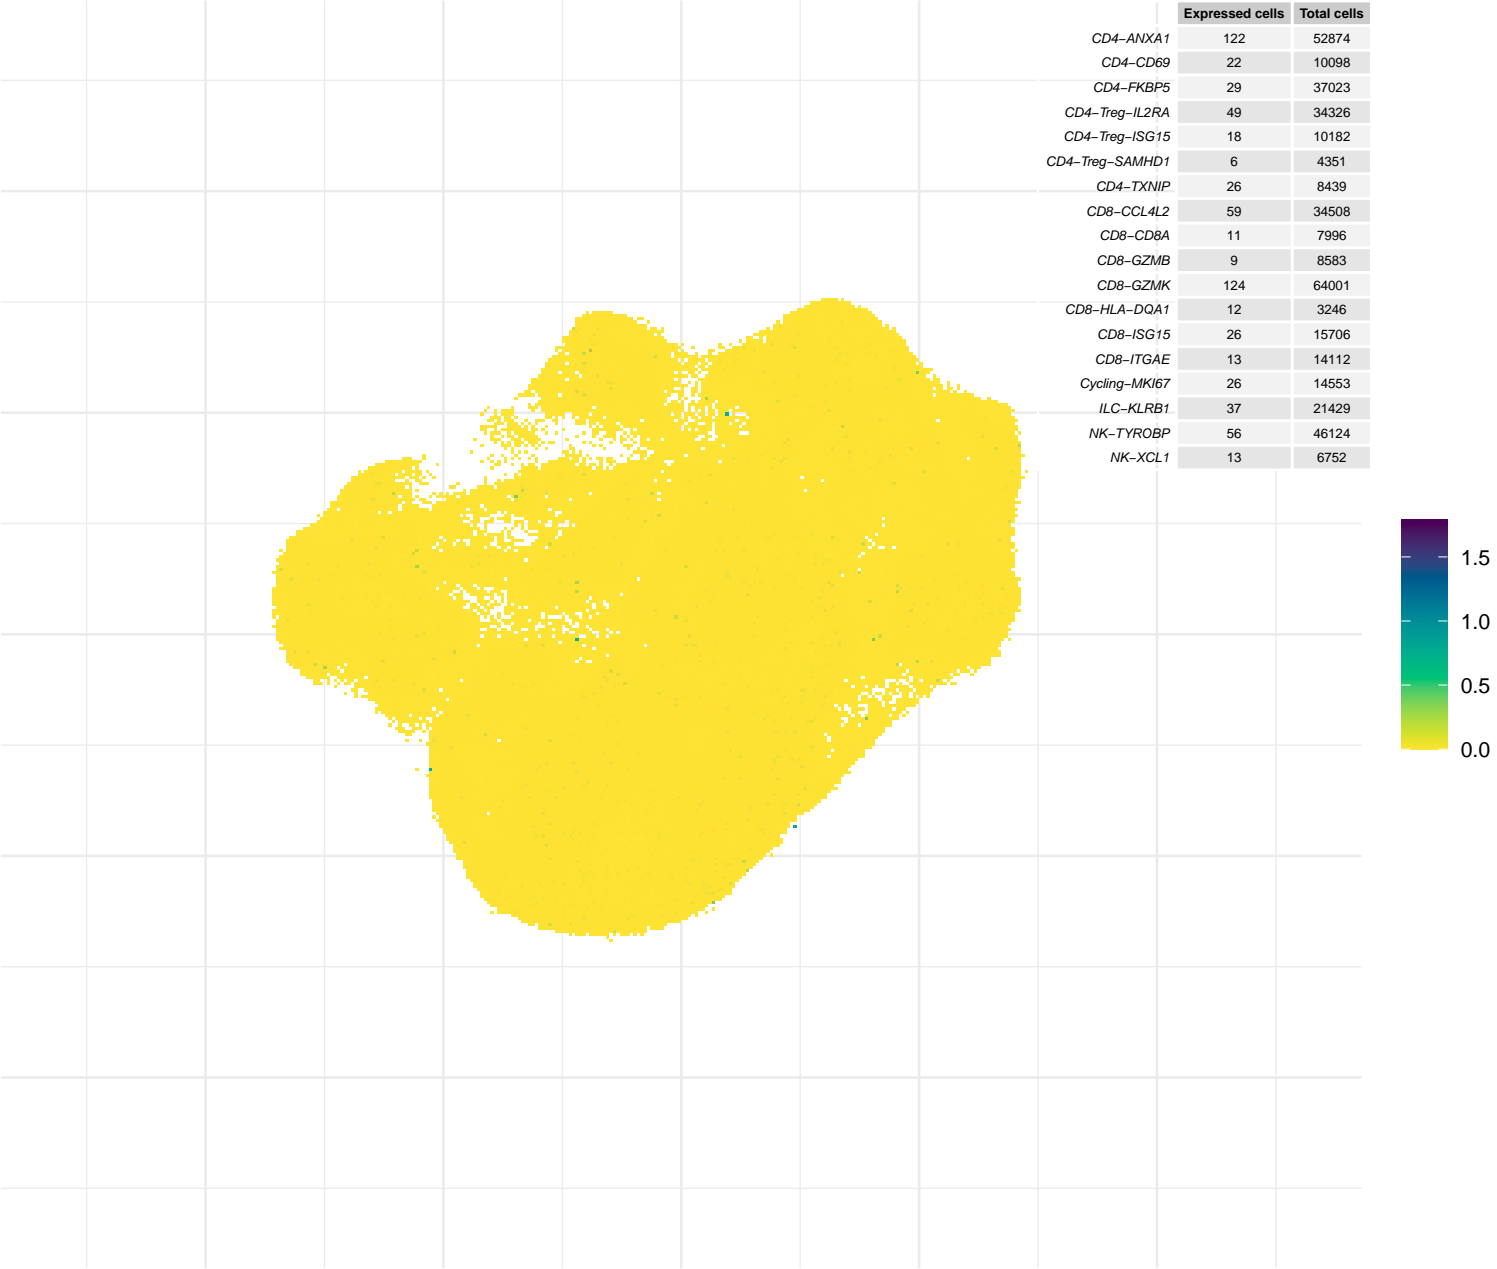 Expressed cells Total cells
CD4−ANXA1 122 52874
CD4−CD69 22 10098
CD4−FKBP5 29 37023
CD4−Treg−IL2RA 49 34326
CD4−Treg−ISG15 18 10182
CD4−Treg−SAMHD1 6 4351
CD4−TXNIP 26 8439
CD8−CCL4L2 59 34508
CD8−CD8A 11 7996
CD8−GZMB 9 8583
CD8−GZMK 124 64001
CD8−HLA−DQA1 12 3246
CD8−ISG15 26 15706
CD8−ITGAE 13 14112
Cycling−MKI67 26 14553
ILC−KLRB1 37 21429
NK−TYROBP 56 46124
NK−XCL1 13 6752
1.5
1.0
0.5
0.0